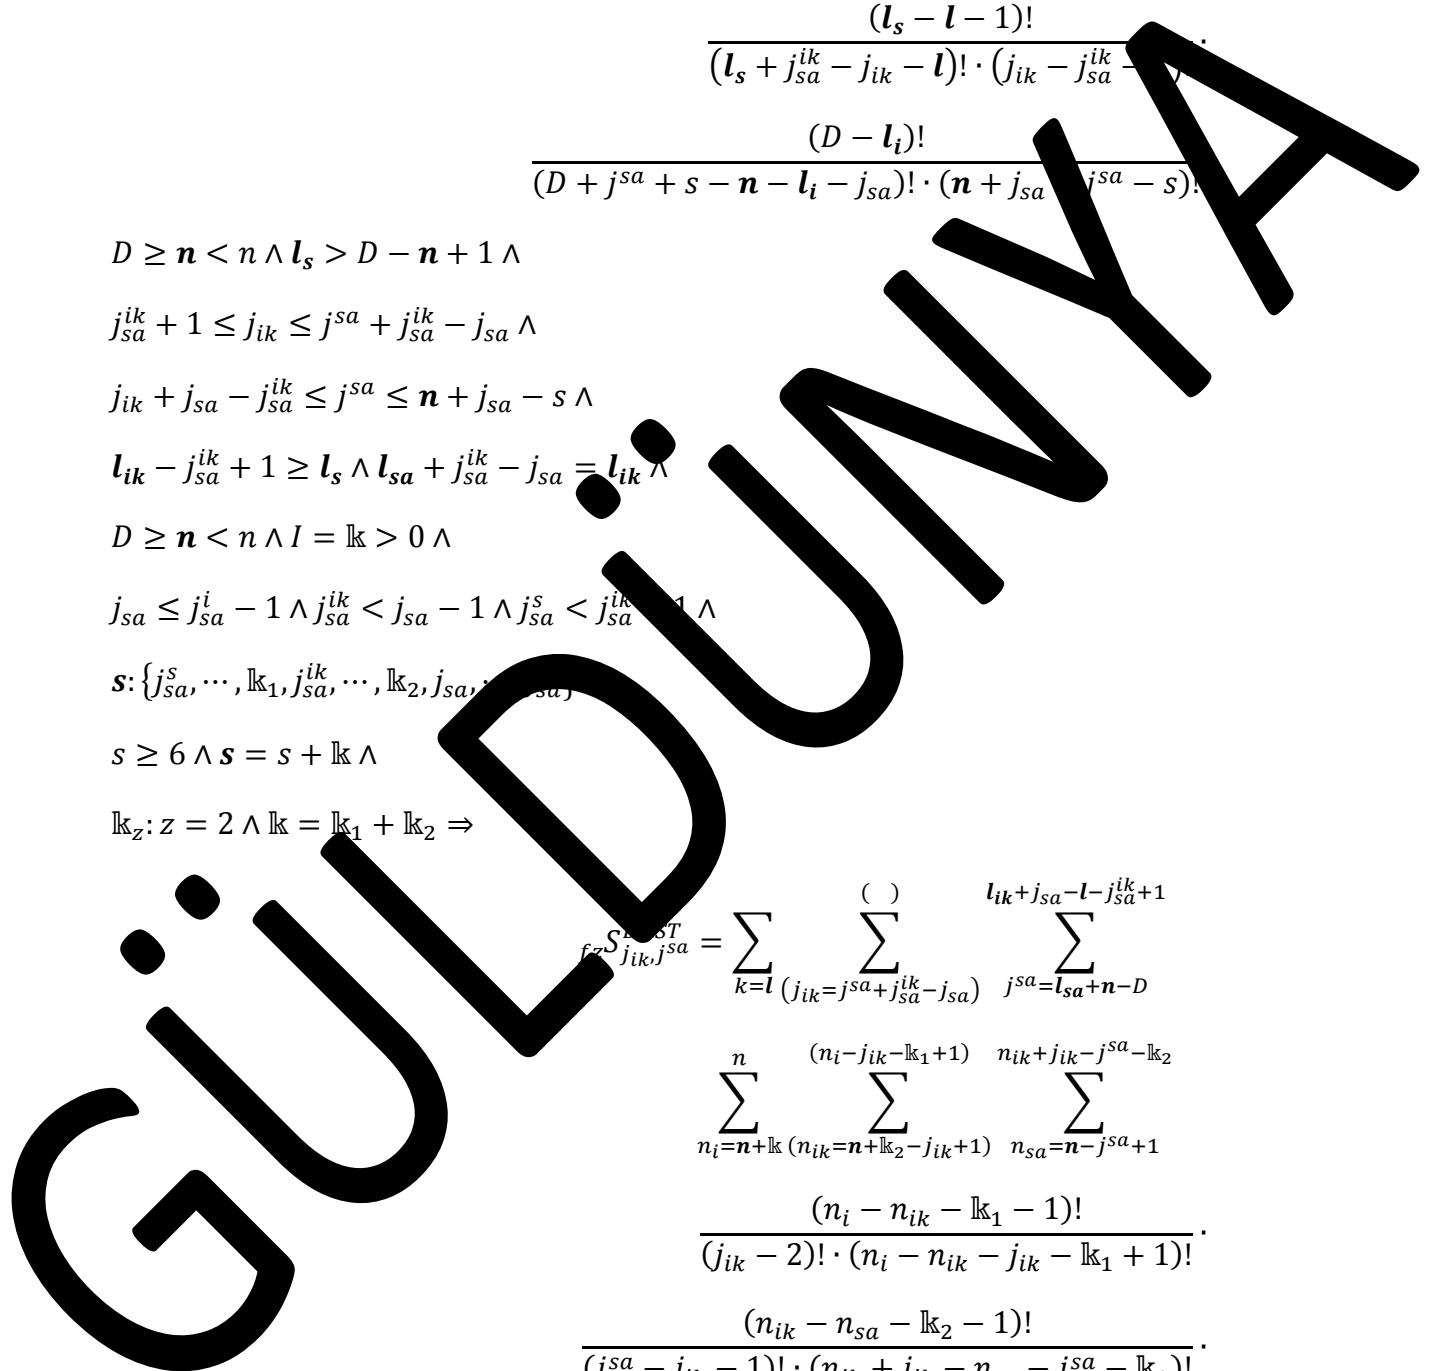 (l_s − l − 1)!
(l_s + j_{sa}^{ik} − j_{ik} − l)! · (j_{ik} − j_{sa}^{ik} − ·
(D − l_i)!
(D + j^{sa} + s − n − l_i − j_{sa})! · (n + j_{sa} j^{sa} − s)!
D ≥ n < n ∧ l_s > D − n + 1 ∧
j_{sa}^{ik} + 1 ≤ j_{ik} ≤ j^{sa} + j_{sa}^{ik} − j_{sa} ∧
j_{ik} + j_{sa} − j_{sa}^{ik} ≤ j^{sa} ≤ n + j_{sa} − s ∧
l_{ik} − j_{sa}^{ik} + 1 ≥ l_s ∧ l_{sa} + j_{sa}^{ik} − j_{sa} = l_{ik} ∧
D ≥ n < n ∧ I = 𝕜 > 0 ∧
j_{sa} ≤ j_{sa}^{i} − 1 ∧ j_{sa}^{ik} < j_{sa} − 1 ∧ j_{sa}^{s} < j_{sa}^{ik} 1 ∧
s: {j_{sa}^{s}, ⋯, 𝕜_1, j_{sa}^{ik}, ⋯, 𝕜_2, j_{sa}, }
s ≥ 6 ∧ s = s + 𝕜 ∧
𝕜_z: z = 2 ∧ 𝕜 = 𝕜_1 + 𝕜_2 ⇒
( ) l_{ik}+j_{sa}−l−j_{sa}^{ik}+1
_{fz}S_{j_{ik},j^{sa}} = ∑ ∑ ∑
k=l (j_{ik}=j^{sa}+j_{sa}^{ik}−j_{sa}) j^{sa}=l_{sa}+n−D
n (n_i−j_{ik}−𝕜_1+1) n_{ik}+j_{ik}−j^{sa}−𝕜_2
∑ ∑ ∑
n_i=n+𝕜 (n_{ik}=n+𝕜_2−j_{ik}+1) n_{sa}=n−j^{sa}+1
(n_i − n_{ik} − 𝕜_1 − 1)!
(j_{ik} − 2)! · (n_i − n_{ik} − j_{ik} − 𝕜_1 + 1)! ·
(n_{ik} − n_{sa} − 𝕜_2 − 1)!
(j^{sa} − j − 1)! · (n + j − n − j^{sa} − 𝕜)! ·
GÜLDÜNYA